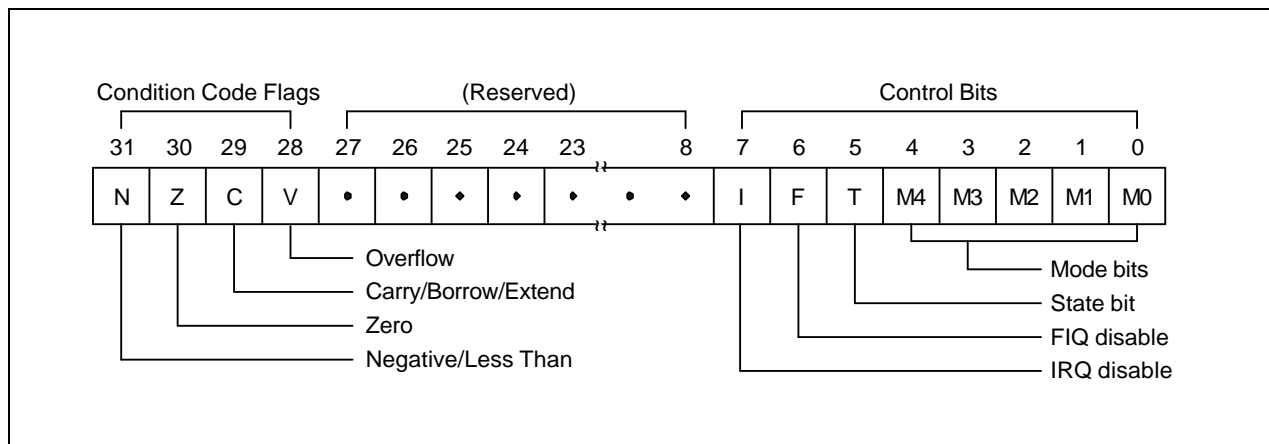 Condition Code Flags (Reserved) Control Bits
31 30 29 28 27 26 25 24 23 8 7 6 5 4 3 2 1 0
N Z C V I F T M4 M3 M2 M1 M0
Overflow
Carry/Borrow/Extend
Zero
Negative/Less Than
Mode bits
State bit
FIQ disable
IRQ disable